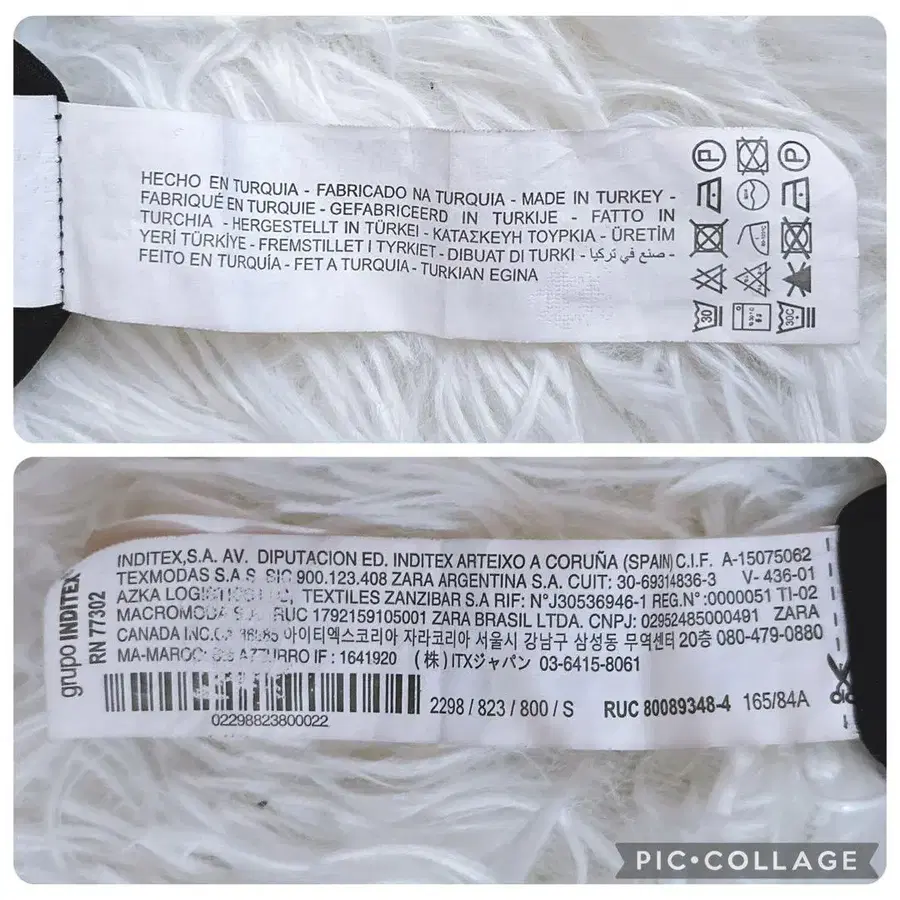 HECHO EN TURQUIA - FABRICADO NA TURQUIA - MADE IN TURKEY -
FABRIQUÉ EN TURQUIE - GEFABRICEERD IN TURKIJE - FATTO IN
TURCHIA - HERGESTELLT IN TÜRKEI - ΚΑΤΑΣΚΕΥΗ ΤΟΥΡΚΙΑ - ÜRETİM
YERİ TÜRKİYE - FREMSTILLET I TYRKIET - DIBUAT DI TURKI - صنع في تركيا -
FEITO EN TURQUÍA - FET A TURQUIA - TURKIAN EGINA
P P
30 30C
grupo INDITEX
RN 77302
INDITEX,S.A. AV. DIPUTACION ED. INDITEX ARTEIXO A CORUÑA (SPAIN) C.I.F. A-15075062
TEXMODAS S.A.S. 900.123.408 ZARA ARGENTINA S.A. CUIT: 30-69314836-3 V- 436-01
AZKA TEXTILES ZANZIBAR S.A RIF: N°J30536946-1 REG.N°:0000051 T1-02
RUC 1792159105001 ZARA BRASIL LTDA. CNPJ: 02952485000491 ZARA
CANADA INC. 아이티엑스코리아 자라코리아 서울시 강남구 삼성동 무역센터 20층 080-479-0880
IF : 1641920 (株) ITXジャパン 03-6415-8061
02298823800022
2298 / 823 / 800 / S RUC 80089348-4 165/84A
PIC•COLLAGE